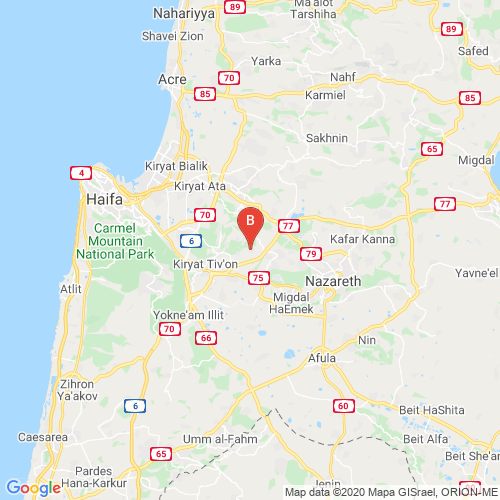 Nahariyya
89
Ma'alot
Tarshiha
Shavei Zion
89
Safed
Yarka
Acre
70
Nahf
85
Karmiel
85
Sakhnin
65
Migdal
Kiryat Bialik
4
Kiryat Ata
Haifa
77
70
B
77
Carmel
Mountain
National Park
6
Kafar Kanna
79
Kiryat Tiv'on
75
Nazareth
Yavne'el
Atlit
Migdal
HaEmek
Yokne'am Illit
70
66
Nin
Afula
Zihron
Ya'akov
6
60
Beit HaShita
Caesarea
Umm al-Fahm
Beit Alfa
65
Beit She'an
Pardes
Hana-Karkur
Jenin
Google
Map data ©2020 Mapa GISrael, ORION-ME